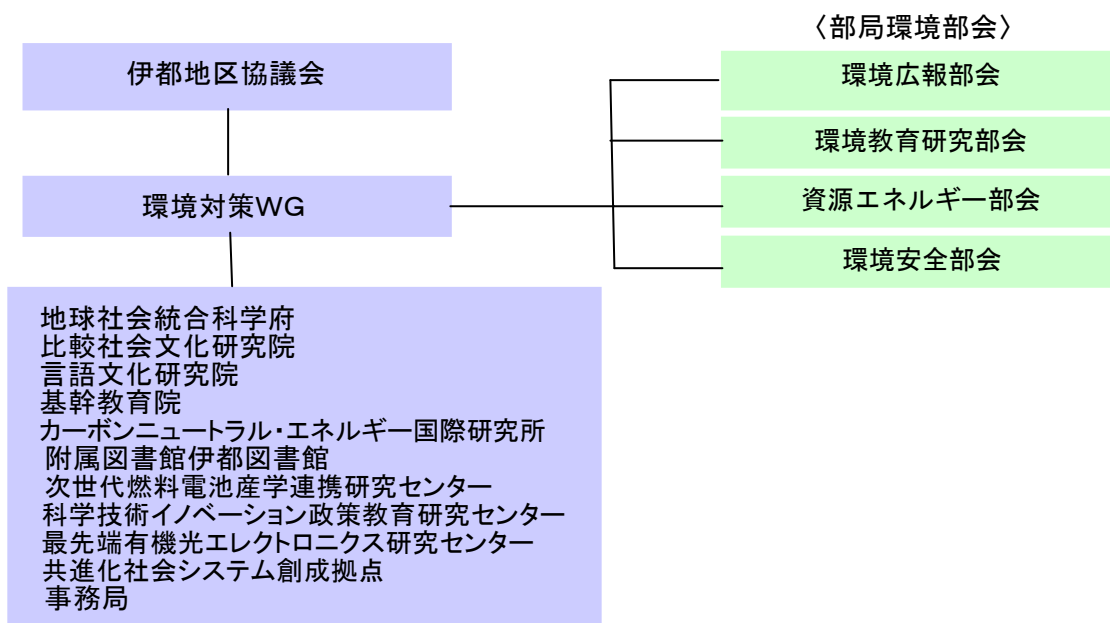 〈部局環境部会〉
伊都地区協議会
環境対策WG
環境広報部会
環境教育研究部会
資源エネルギー部会
環境安全部会
地球社会統合科学府
比較社会文化研究院
言語文化研究院
基幹教育院
カーボンニュートラル・エネルギー国際研究所
附属図書館伊都図書館
次世代燃料電池産学連携研究センター
科学技術イノベーション政策教育研究センター
最先端有機光エレクトロニクス研究センター
共進化社会システム創成拠点
事務局